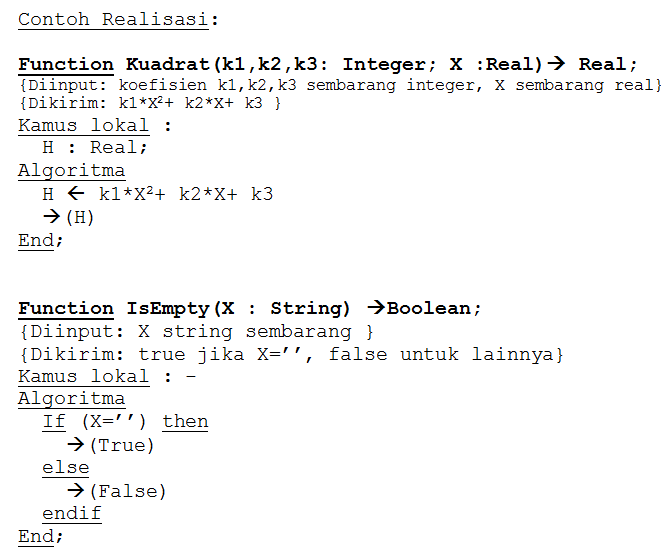 Contoh Realisasi:
Function Kuadrat(k1,k2,k3: Integer; X :Real)→ Real;
{Diinput: koefisien k1,k2,k3 sembarang integer, X sembarang real}
{Dikirim: k1*X²+ k2*X+ k3 }
Kamus lokal :
H : Real;
Algoritma
H ← k1*X²+ k2*X+ k3
→(H)
End;
Function IsEmpty(X : String) →Boolean;
{Diinput: X string sembarang }
{Dikirim: true jika X=’’, false untuk lainnya}
Kamus lokal : –
Algoritma
If (X=’’) then
→(True)
else
→(False)
endif
End;